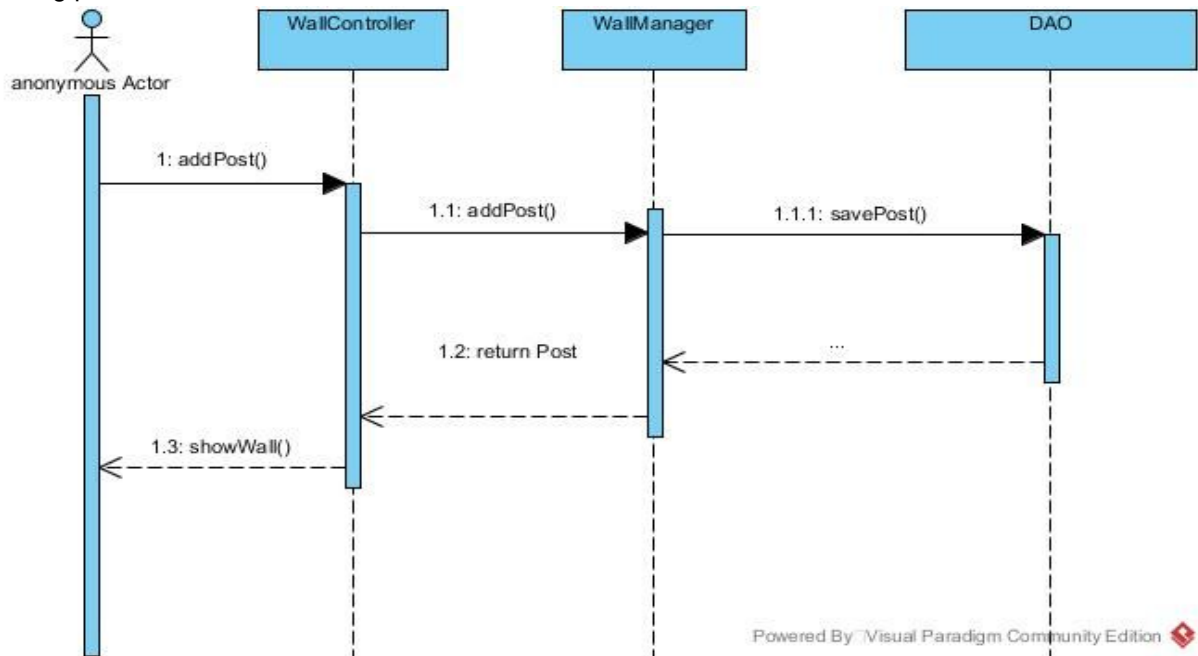 WallController
WallManager
DAO
anonymous Actor
1: addPost()
1.1: addPost()
1.1.1: savePost()
1.2: return Post
...
1.3: showWall()
Powered By Visual Paradigm Community Edition